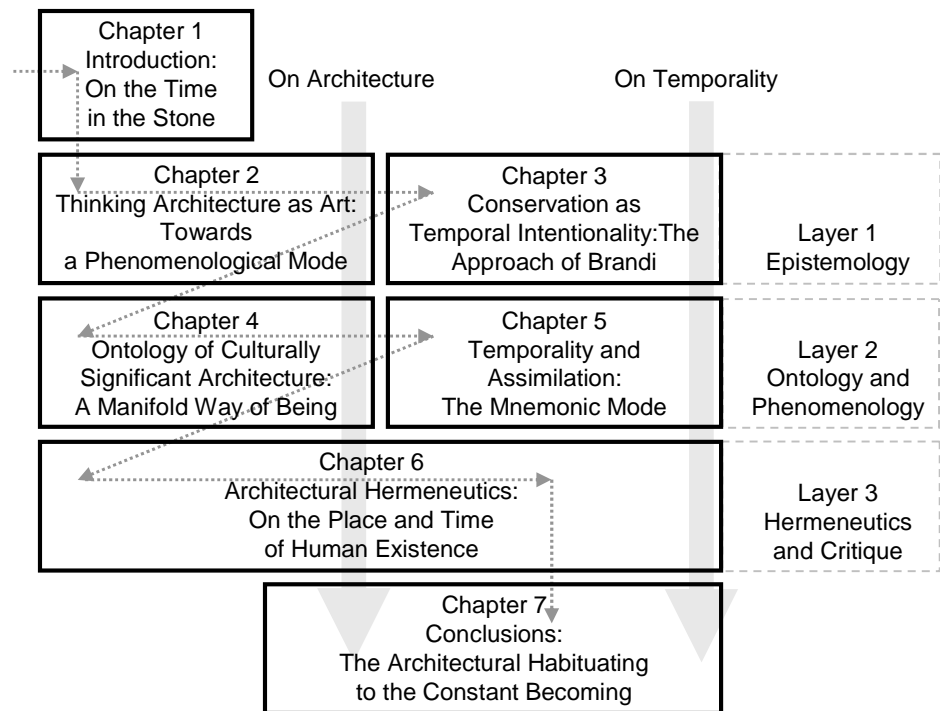 Chapter 1
Introduction:
On the Time
in the Stone
On Architecture
On Temporality
Chapter 2
Thinking Architecture as Art:
Towards
a Phenomenological Mode
Chapter 3
Conservation as
Temporal Intentionality:The
Approach of Brandi
Layer 1
Epistemology
Chapter 4
Ontology of Culturally
Significant Architecture:
A Manifold Way of Being
Chapter 5
Temporality and
Assimilation:
The Mnemonic Mode
Layer 2
Ontology and
Phenomenology
Chapter 6
Architectural Hermeneutics:
On the Place and Time
of Human Existence
Layer 3
Hermeneutics
and Critique
Chapter 7
Conclusions:
The Architectural Habituating
to the Constant Becoming